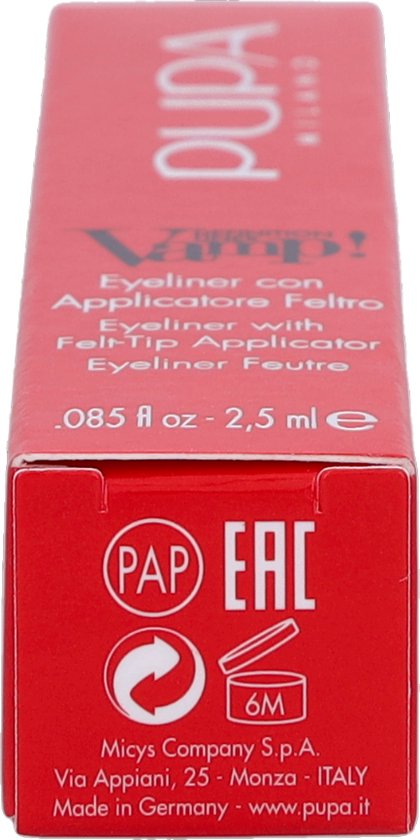 PUPA
MILANO
DEFINITION
Vamp!
Eyeliner con
Applicatore Feltro
Eyeliner with
Felt-Tip Applicator
Eyeliner Feutre
.085 fl oz - 2,5 ml ℮
PAP
EAC
6M
Micys Company S.p.A.
Via Appiani, 25 - Monza - ITALY
Made in Germany - www.pupa.it